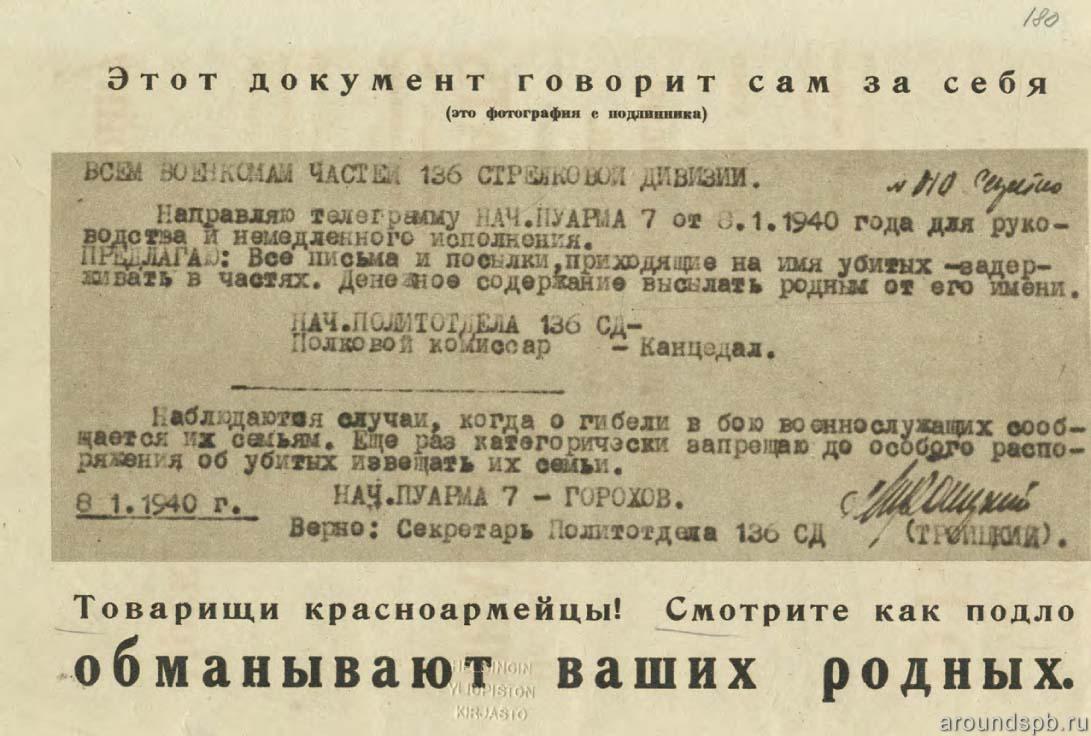 180
Этот документ говорит сам за себя
(это фотография с подлинника)
ВСЕМ ВОЕНКОМАМ ЧАСТЕЙ 136 СТРЕЛКОВОЙ ДИВИЗИИ.
Направляю телеграмму НАЧ.ПУАРМА 7 от 8.1.1940 года для руко-
водства и немедленного исполнения.
ПРЕДЛАГАЮ: Все письма и посылки,приходящие на имя убитых -задер-
живать в частях. Денежное содержание высылать родным от его имени.
НАЧ.ПОЛИТОТДЕЛА 136 СД-
Полковой комиссар - Канцедал.
Наблюдаются случаи, когда о гибели в бою военнослужащих сооб-
щается их семьям. Еще раз категорически запрещаю до особого распо-
ряжения об убитых извещать их семьи.
8 1.1940 г. НАЧ.ПУАРМА 7 - ГОРОХОВ.
Верно: Секретарь Политотдела 136 СД (ТРОИЦКИЙ).
Товарищи красноармейцы! Смотрите как подло
обманывают ваших родных.
HELSINGIN
YLIOPISTON
KIRJASTO
aroundspb.ru